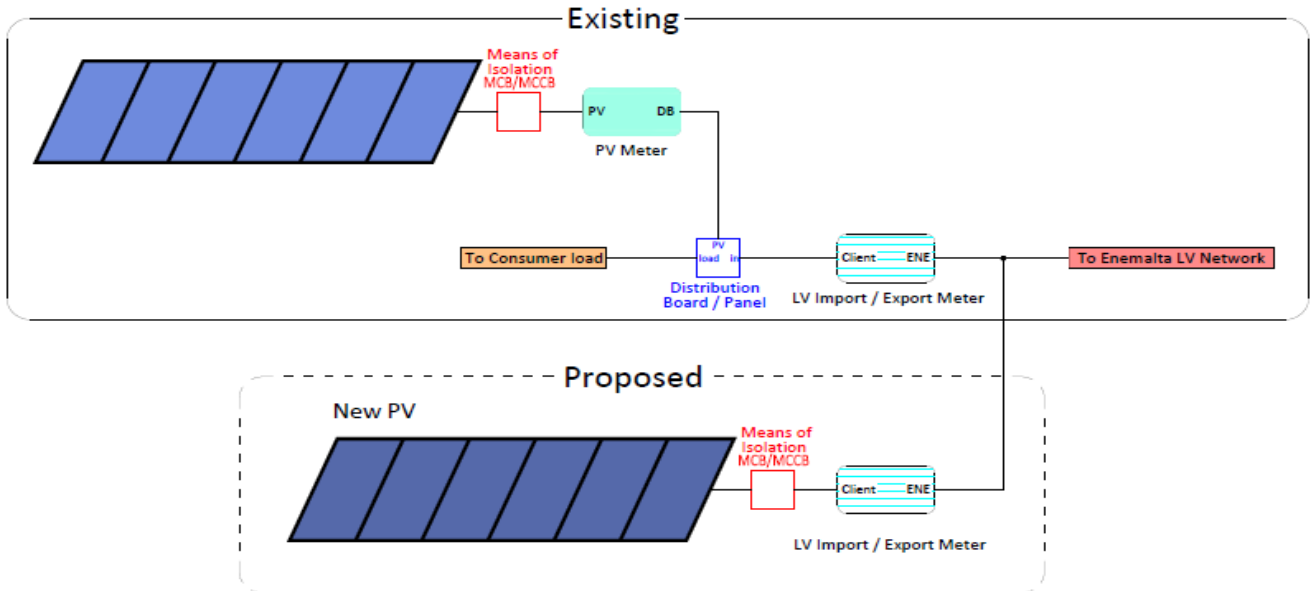 Existing
Means of
Isolation
MCB/MCCB
PV DB
PV Meter
To Consumer load
PV
load in
Distribution
Board / Panel
Client ENE
LV Import / Export Meter
To Enemalta LV Network
Proposed
New PV
Means of
Isolation
MCB/MCCB
Client ENE
LV Import / Export Meter